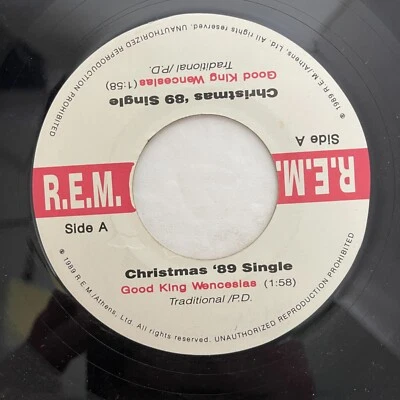 © 1989 R.E.M./Athens, Ltd. All rights reserved. UNAUTHORIZED REPRODUCTION PROHIBITED
Traditional /P.D.
Good King Wenceslas (1:58)
Christmas '89 Single
Side A
R.E.M.
R.E.M.
Side A
Christmas '89 Single
Good King Wenceslas (1:58)
Traditional /P.D.
© 1989 R.E.M./Athens, Ltd. All rights reserved. UNAUTHORIZED REPRODUCTION PROHIBITED